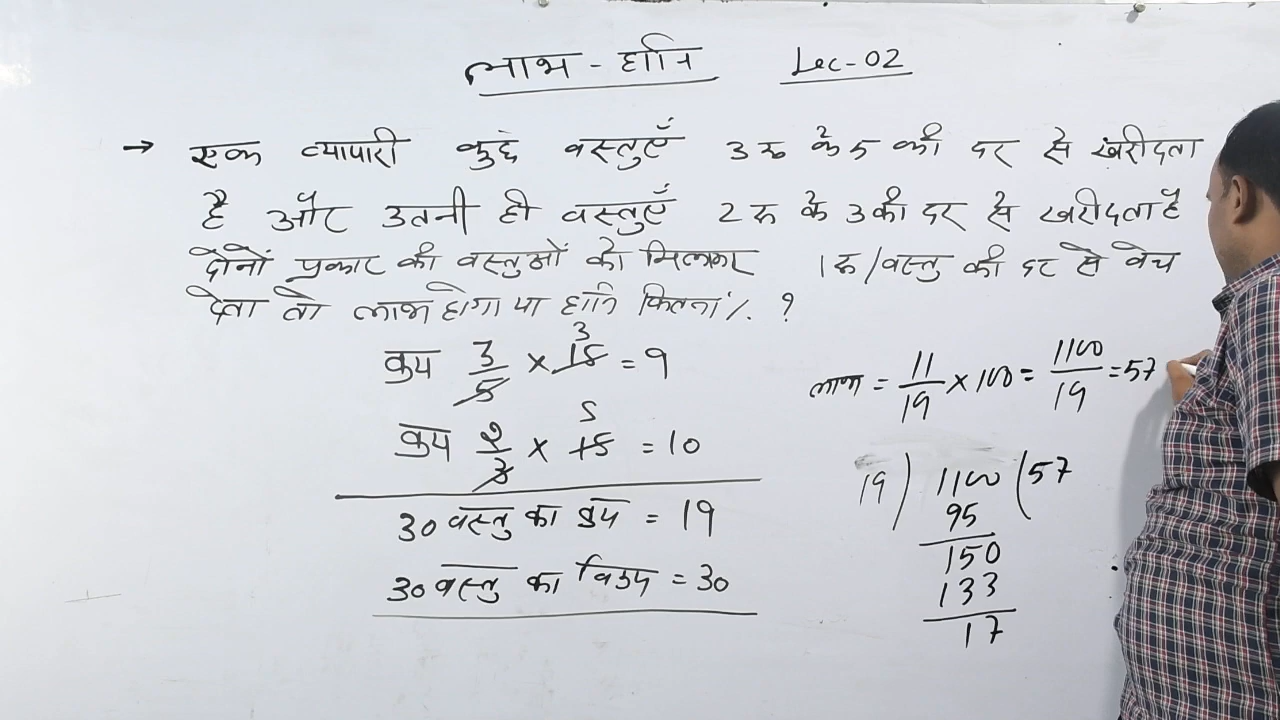 लाभ - हानि Lec-02
→ एक व्यापारी कुछ वस्तुएँ 3 रु के 5 की दर से खरीदता
है और उतनी ही वस्तुएँ 2 रु के 3 की दर से खरीदता है
दोनों प्रकार की वस्तुओं को मिलाकर 1 रु / वस्तु की दर से बेच
देता तो लाभ होगा या हानि कितना % ?
क्रय 3/5 × 15 3 = 9
लाभ = 11/19 × 100 = 1100/19 = 57
क्रय 2/3 × 15 5 = 10
19 ) 1100 ( 57
95
150
133
17
30 वस्तु का क्रय = 19
30 वस्तु का विक्रय = 30